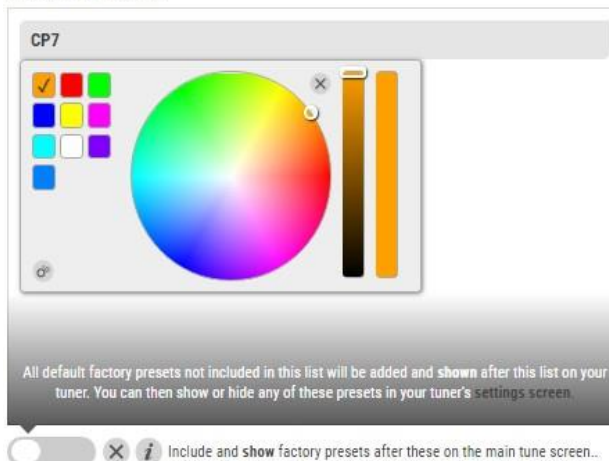 CP7
All default factory presets not included in this list will be added and shown after this list on your
tuner. You can then show or hide any of these presets in your tuner's settings screen.
Include and show factory presets after these on the main tune screen..